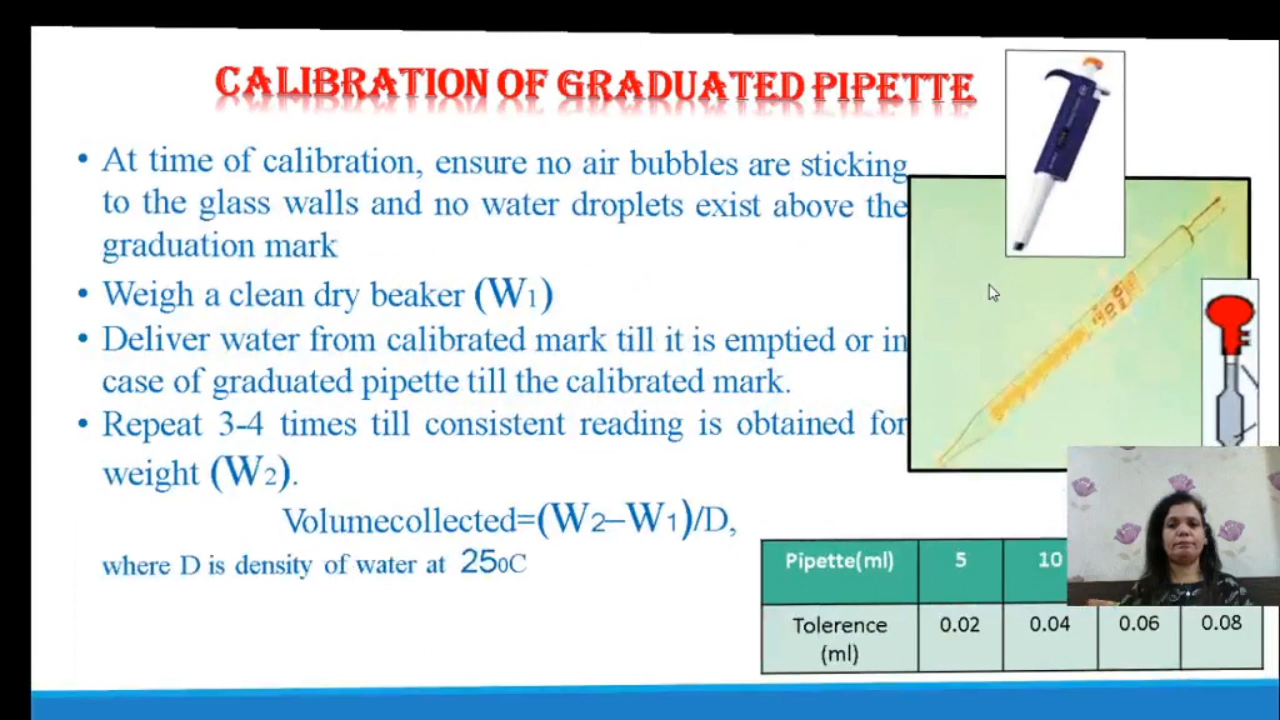 CALIBRATION OF GRADUATED PIPETTE
• At time of calibration, ensure no air bubbles are sticking
to the glass walls and no water droplets exist above the
graduation mark
• Weigh a clean dry beaker (W1)
• Deliver water from calibrated mark till it is emptied or in
case of graduated pipette till the calibrated mark.
• Repeat 3-4 times till consistent reading is obtained for
weight (W2).
Volumecollected=(W2–W1)/D,
where D is density of water at 250C
Pipette(ml) 5 10
Tolerence 0.02 0.04 0.06 0.08
(ml)